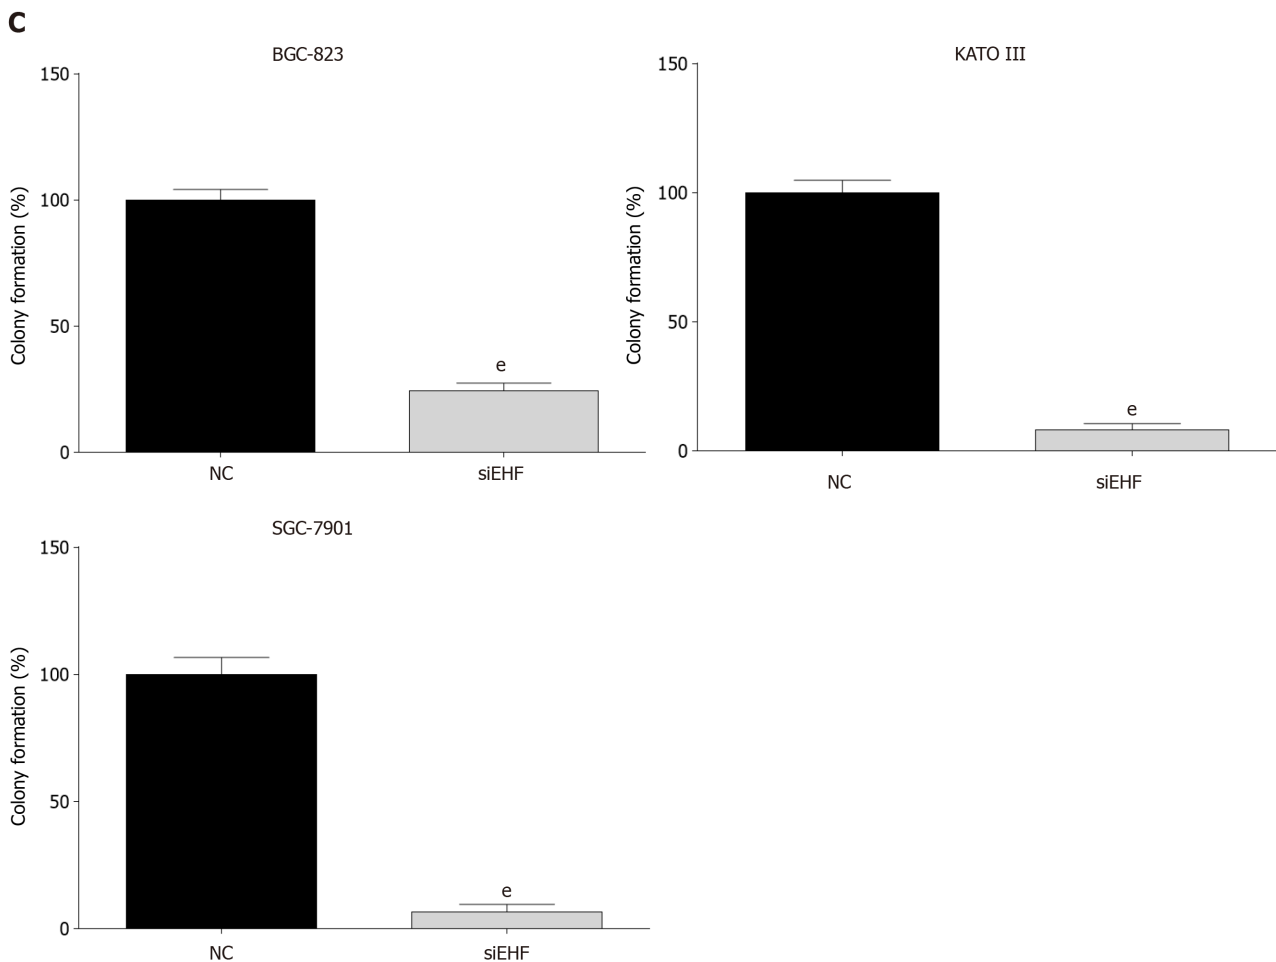 C
BGC-823
150
100
50
0
Colony formation (%)
e
NC
siEHF
KATO III
150
100
50
0
Colony formation (%)
e
NC
siEHF
SGC-7901
150
100
50
0
Colony formation (%)
e
NC
siEHF